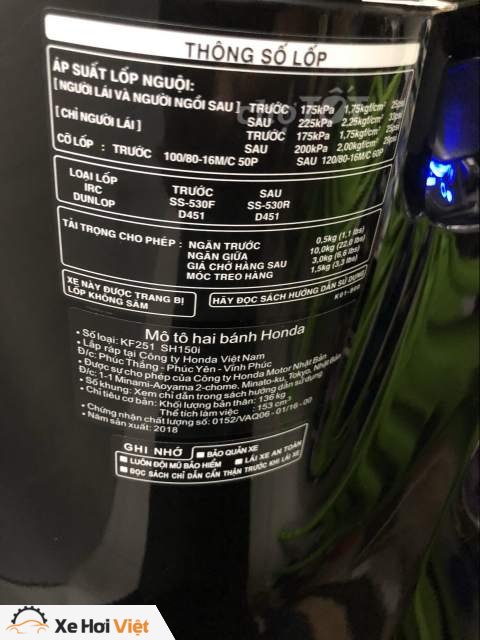 THÔNG SỐ LỐP
ÁP SUẤT LỐP NGUỘI:
[NGƯỜI LÁI VÀ NGƯỜI NGỒI SAU] TRƯỚC 175kPa 1,75kgf/cm² 25psi
SAU 225kPa 2,25kgf/cm² 33psi
[CHỈ NGƯỜI LÁI] TRƯỚC 175kPa 1,75kgf/cm² 25psi
SAU 200kPa 2,00kgf/cm² 29psi
CỠ LỐP : TRƯỚC 100/80-16M/C 50P SAU 120/80-16M/C 60P
LOẠI LỐP TRƯỚC SAU
IRC SS-530F SS-530R
DUNLOP D451 D451
TẢI TRỌNG CHO PHÉP : NGĂN TRƯỚC 0.5kg (1,1 lbs)
NGĂN GIỮA 10,0kg (22,0 lbs)
GIÁ CHỞ HÀNG SAU 3,0kg (6,6 lbs)
MÓC TREO HÀNG 1,5kg (3,3 lbs)
XE NÀY ĐƯỢC TRANG BỊ LỐP KHÔNG SĂM
HÃY ĐỌC SÁCH HƯỚNG DẪN SỬ DỤNG
Mô tô hai bánh Honda
• Số loại: KF251 SH150i
• Lắp ráp tại Công ty Honda Việt Nam
Đ/c: Phúc Thắng - Phúc Yên - Vĩnh Phúc
• Được sự cho phép của Công ty Honda Motor Nhật Bản
Đ/c: 1-1 Minami-Aoyama 2-chome, Minato-ku, Tokyo, Nhật Bản
• Số khung: Xem chỉ dẫn trong sách hướng dẫn sử dụng
• Chỉ tiêu cơ bản: Khối lượng bản thân: 136 kg
Thể tích làm việc : 153 cm³
• Chứng nhận chất lượng số: 0152/VAQ06 - 01/16 - 00
• Năm sản xuất: 2018
GHI NHỚ
BẢO QUẢN XE
LUÔN ĐỘI MŨ BẢO HIỂM LÁI XE AN TOÀN
ĐỌC SÁCH CHỈ DẪN CẨN THẬN TRƯỚC KHI LÁI XE
Xe Hơi Việt